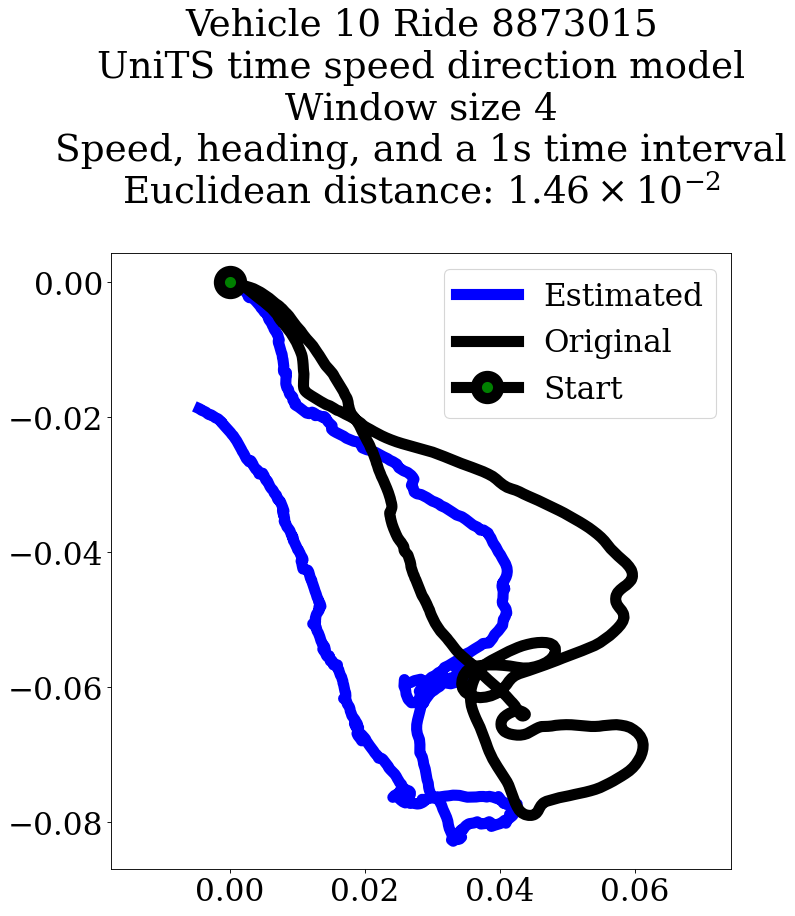 Vehicle 10 Ride 8873015
UniTS time speed direction model
Window size 4
Speed, heading, and a 1s time interval
Euclidean distance: 1.46 × 10⁻²
Estimated
Original
Start
0.00
−0.02
−0.04
−0.06
−0.08
0.00 0.02 0.04 0.06